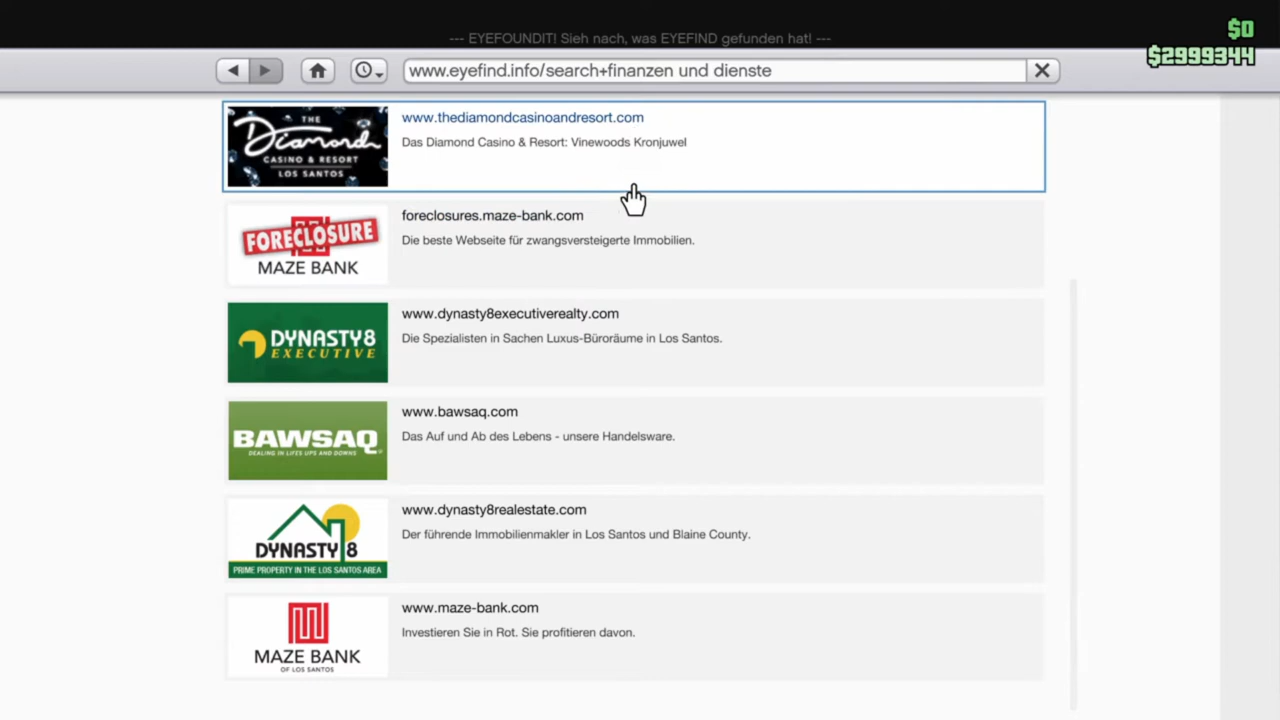 --- EYEFOUNDIT! Sieh nach, was EYEFIND gefunden hat! ---
$0
$2999344
www.eyefind.info/search+finanzen und dienste
THE
Diamond
CASINO & RESORT
LOS SANTOS
www.thediamondcasinoandresort.com
Das Diamond Casino & Resort: Vinewoods Kronjuwel
FORECLOSURE
MAZE BANK
foreclosures.maze-bank.com
Die beste Webseite für zwangsversteigerte Immobilien.
DYNASTY8
EXECUTIVE
www.dynasty8executiverealty.com
Die Spezialisten in Sachen Luxus-Büroräume in Los Santos.
BAWSAQ
DEALING IN LIFES UPS AND DOWNS
www.bawsaq.com
Das Auf und Ab des Lebens - unsere Handelsware.
DYNASTY 8
PRIME PROPERTY IN THE LOS SANTOS AREA
www.dynasty8realestate.com
Der führende Immobilienmakler in Los Santos und Blaine County.
MAZE BANK
OF LOS SANTOS
www.maze-bank.com
Investieren Sie in Rot. Sie profitieren davon.